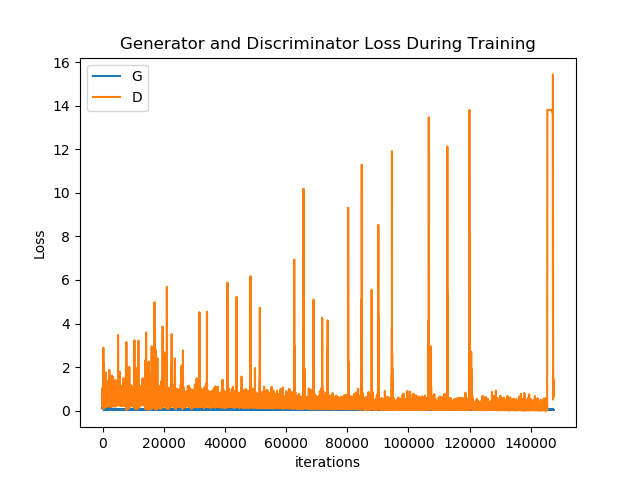 Generator and Discriminator Loss During Training
G
D
Loss
16
14
12
10
8
6
4
2
0
0 20000 40000 60000 80000 100000 120000 140000
iterations